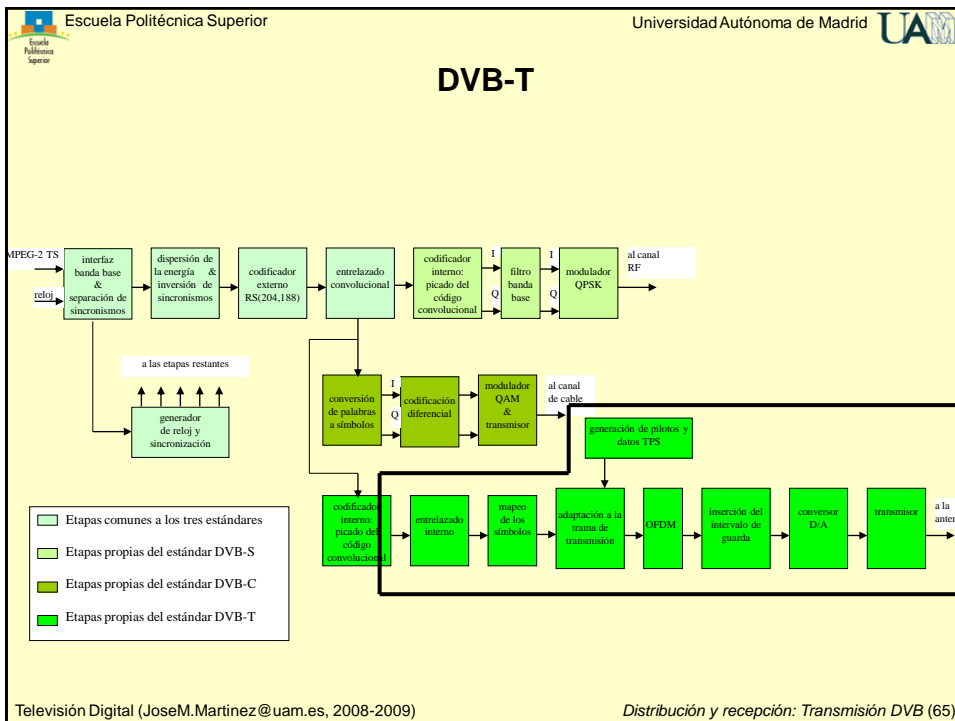 Escuela Politécnica Superior
Universidad Autónoma de Madrid
UAM
Escuela
Politécnica
Superior
DVB-T
MPEG-2 TS
reloj
interfaz
banda base
&
separación de
sincronismos
dispersión de
la energía &
inversión de
sincronismos
codificador
externo
RS(204,188)
entrelazado
convolucional
codificador
interno:
picado del
código
convolucional
I
Q
filtro
banda
base
I
Q
modulador
QPSK
al canal
RF
a las etapas restantes
generador
de reloj y
sincronización
conversión
de palabras
a símbolos
I
Q
codificación
diferencial
modulador
QAM
&
transmisor
al canal
de cable
generación de pilotos y
datos TPS
codificador
interno:
picado del
código
convolucional
entrelazado
interno
mapeo
de los
símbolos
adaptación a la
trama de
transmisión
OFDM
inserción del
intervalo de
guarda
conversor
D/A
transmisor
a la
anten
Etapas comunes a los tres estándares
Etapas propias del estándar DVB-S
Etapas propias del estándar DVB-C
Etapas propias del estándar DVB-T
Televisión Digital (JoseM.Martinez@uam.es, 2008-2009)
Distribución y recepción: Transmisión DVB (65)